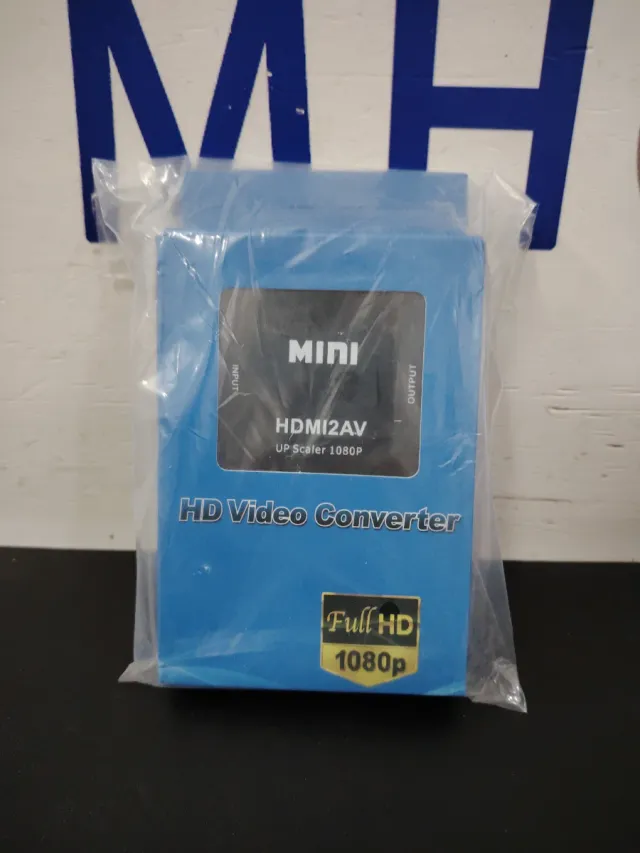 MH
MINI
INPUT
OUTPUT
HDMI2AV
UP Scaler 1080P
HD Video Converter
Full HD
1080p